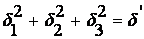 δ₁² + δ₂² + δ₃² = δ'